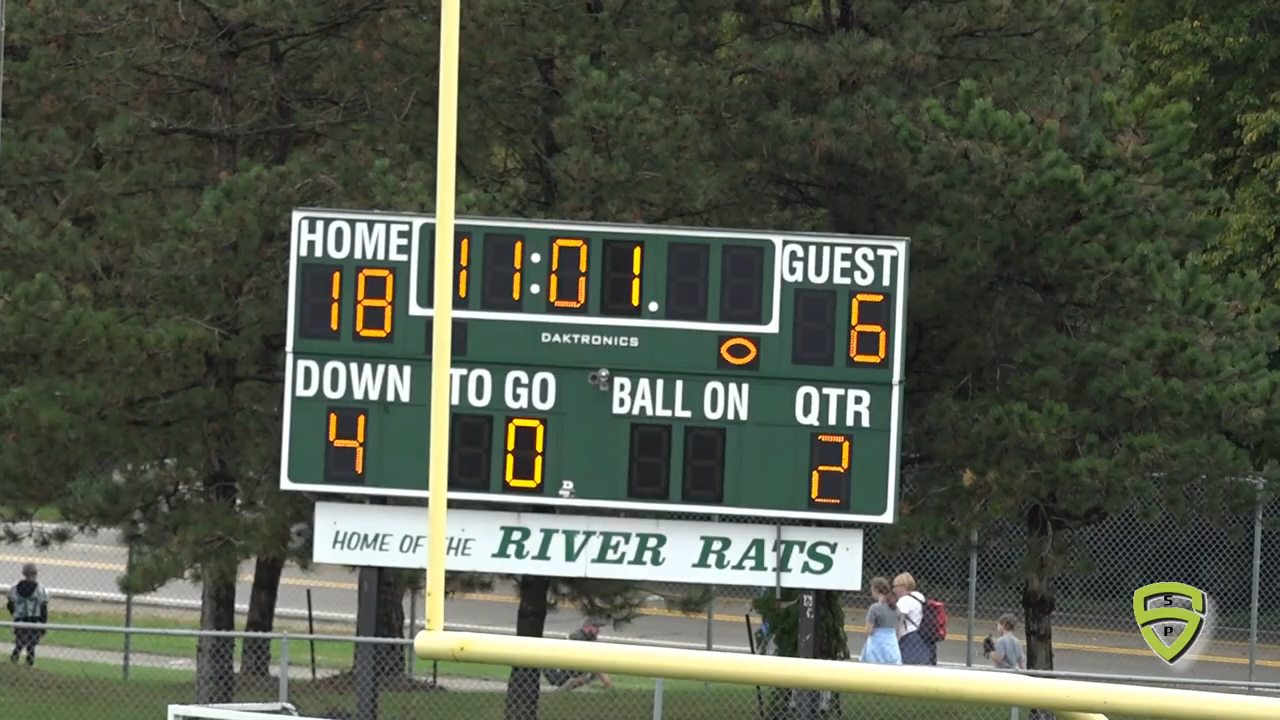 HOME 11:01. GUEST
18 6
DAKTRONICS
DOWN TO GO BALL ON QTR
4 0 2
HOME OF THE RIVER RATS
S
P